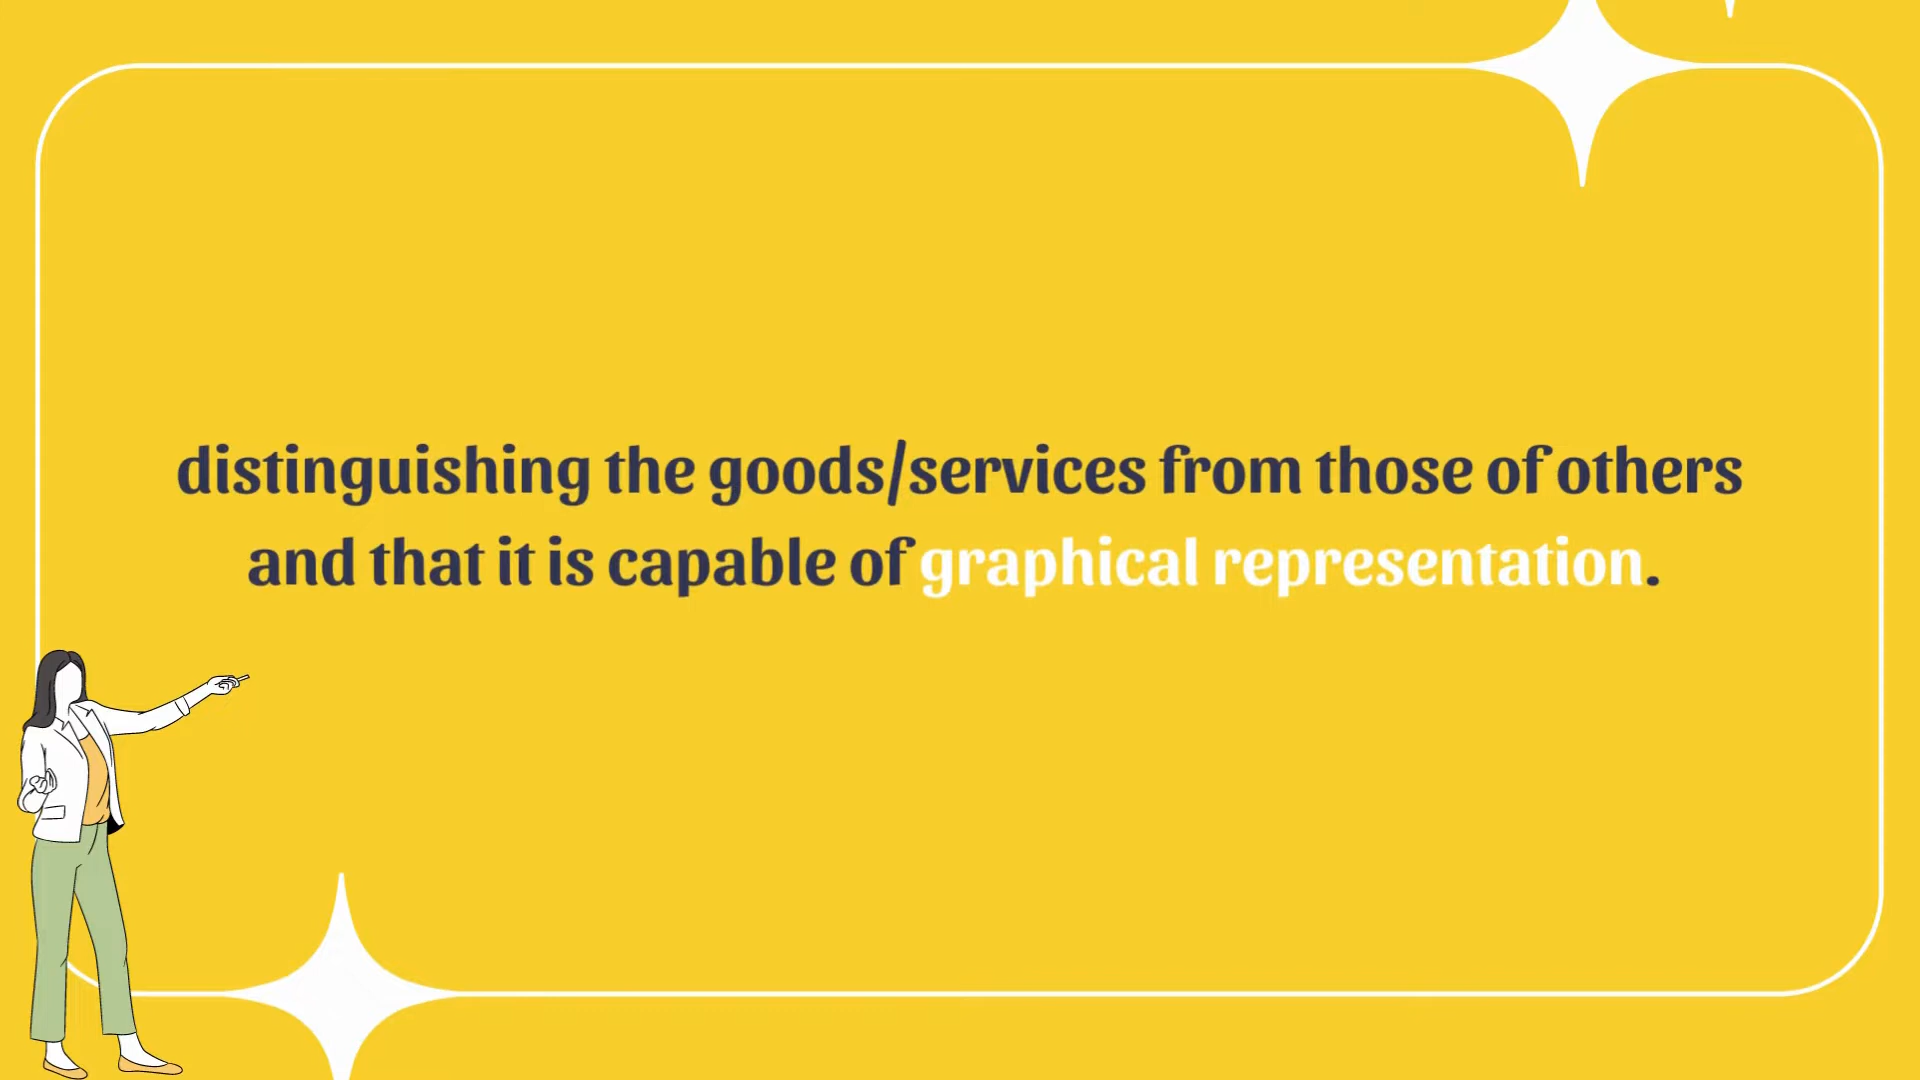 distinguishing the goods/services from those of others
and that it is capable of graphical representation.